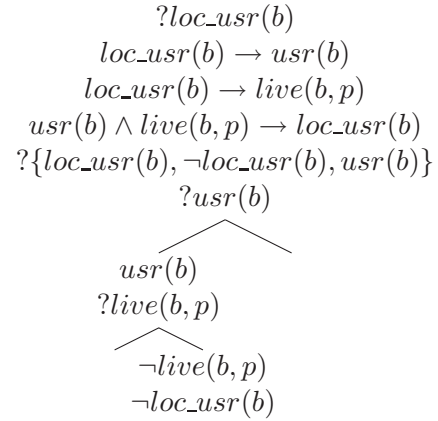 ?loc_usr(b)
loc_usr(b) → usr(b)
loc_usr(b) → live(b, p)
usr(b) ∧ live(b, p) → loc_usr(b)
?{loc_usr(b), ¬loc_usr(b), usr(b)}
?usr(b)
usr(b)
?live(b, p)
¬live(b, p)
¬loc_usr(b)